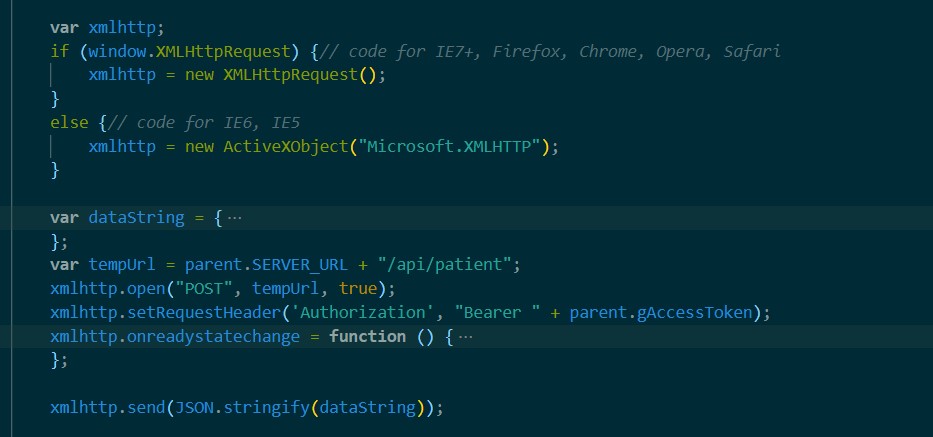 var xmlhttp;
if (window.XMLHttpRequest) {// code for IE7+, Firefox, Chrome, Opera, Safari
    xmlhttp = new XMLHttpRequest();
}
else {// code for IE6, IE5
    xmlhttp = new ActiveXObject("Microsoft.XMLHTTP");
}
var dataString = { ···
};
var tempUrl = parent.SERVER_URL + "/api/patient";
xmlhttp.open("POST", tempUrl, true);
xmlhttp.setRequestHeader('Authorization', "Bearer " + parent.gAccessToken);
xmlhttp.onreadystatechange = function () { ···
};
xmlhttp.send(JSON.stringify(dataString));